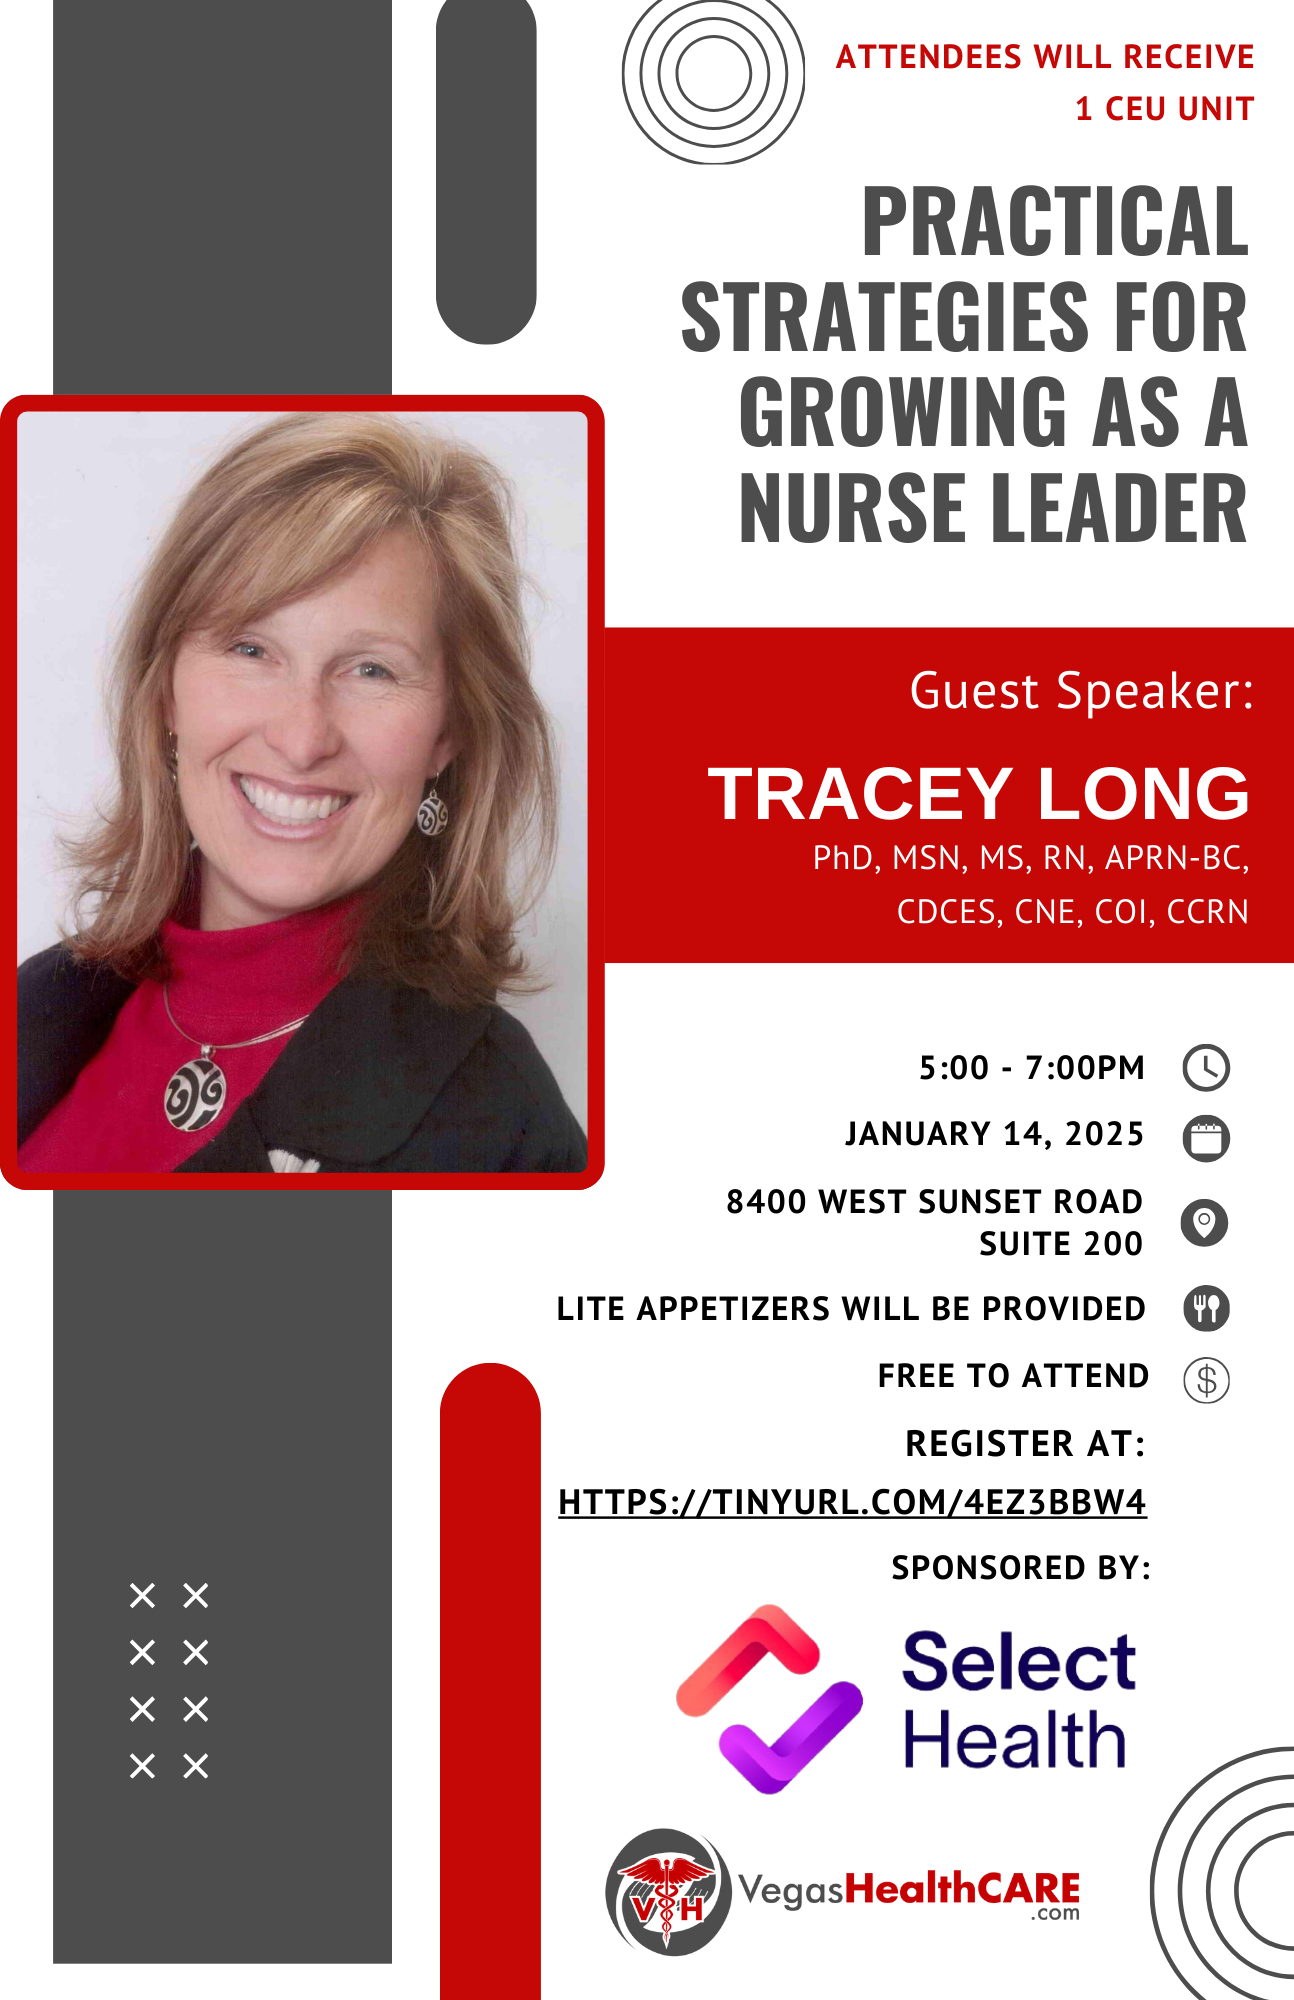 ATTENDEES WILL RECEIVE
1 CEU UNIT
PRACTICAL
STRATEGIES FOR
GROWING AS A
NURSE LEADER
Guest Speaker:
TRACEY LONG
PhD, MSN, MS, RN, APRN-BC,
CDCES, CNE, COI, CCRN
5:00 - 7:00PM
JANUARY 14, 2025
8400 WEST SUNSET ROAD
SUITE 200
LITE APPETIZERS WILL BE PROVIDED
FREE TO ATTEND
$
REGISTER AT:
HTTPS://TINYURL.COM/4EZ3BBW4
SPONSORED BY:
Select
Health
V H
VegasHealthCARE
.com